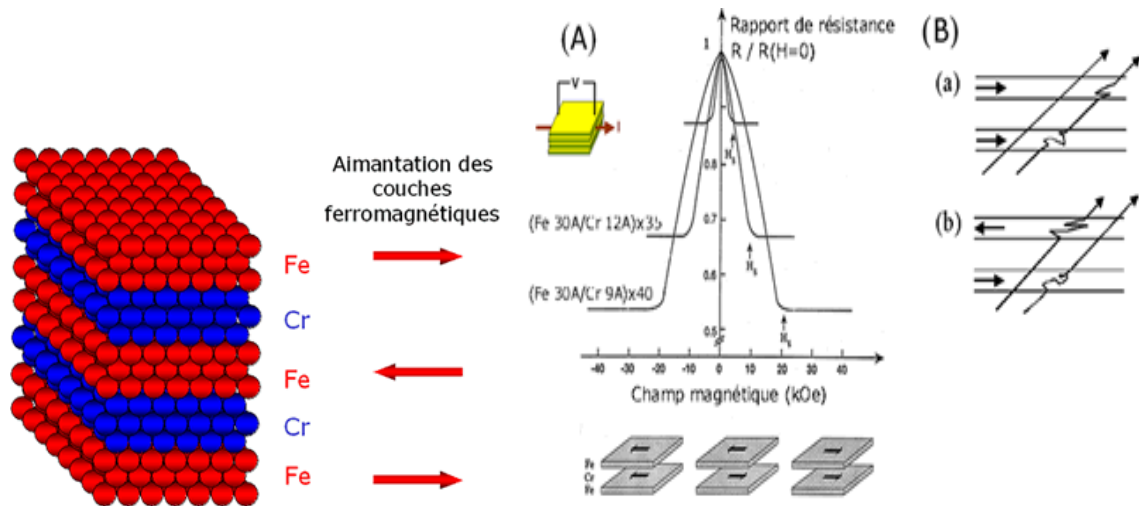 Aimantation des
couches
ferromagnétiques
Fe
Cr
Fe
Cr
Fe
(A)
V
I
Rapport de résistance
R / R(H=0)
1
0.8
0.7
0.6
0.5
(Fe 30A/Cr 12A)x35
(Fe 30A/Cr 9A)x40
Hs
Hs
Hs
-40 -30 -20 -10 0 10 20 30 40
Champ magnétique (kOe)
Fe
Cr
Fe
(B)
(a)
(b)